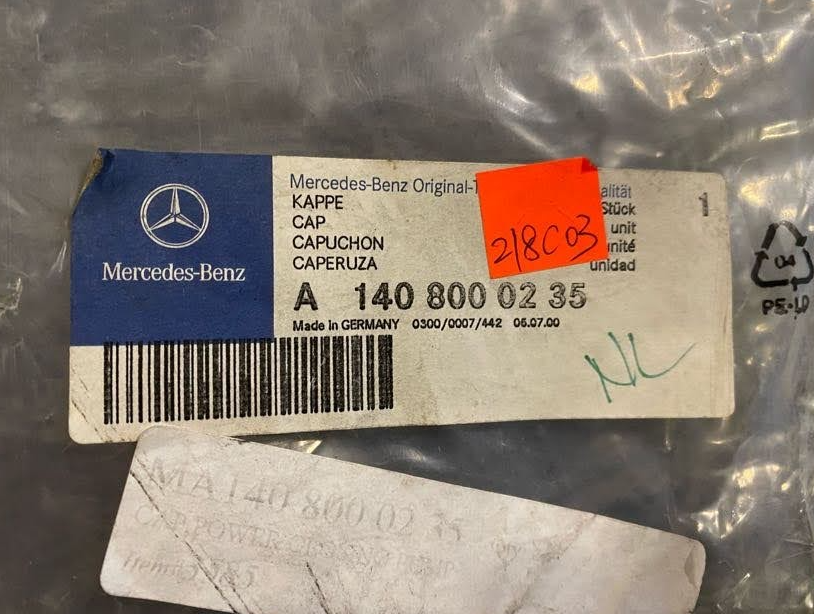 Mercedes-Benz
Mercedes-Benz Original-
alität
KAPPE
Stück
1
CAP
unit
CAPUCHON
unité
CAPERUZA
unidad
218C03
A 140 800 02 35
Made in GERMANY 0300/0007/442 05.07.00
NL
04
PE-LD
MA 140 800 02 35